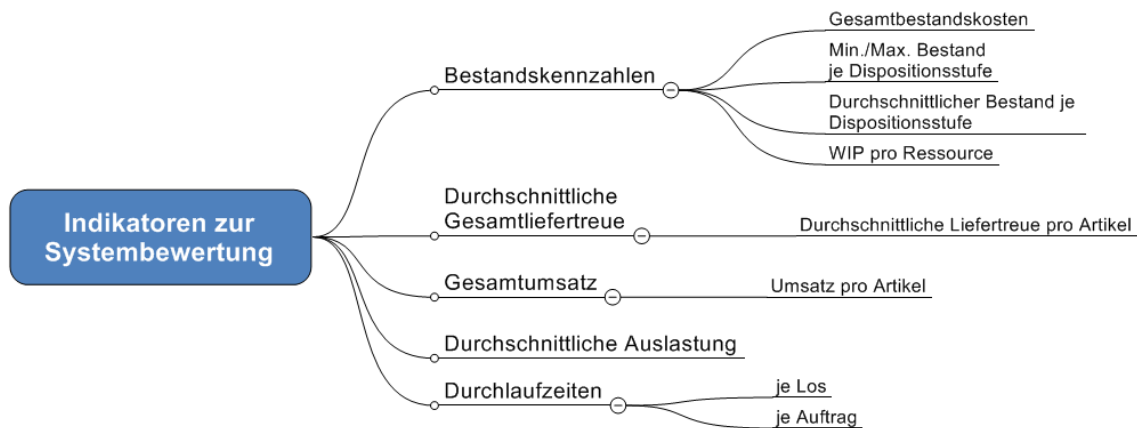 Indikatoren zur
Systembewertung
Bestandskennzahlen
Gesamtbestandskosten
Min./Max. Bestand
je Dispositionsstufe
Durchschnittlicher Bestand je
Dispositionsstufe
WIP pro Ressource
Durchschnittliche
Gesamtliefertreue
Durchschnittliche Liefertreue pro Artikel
Gesamtumsatz
Umsatz pro Artikel
Durchschnittliche Auslastung
Durchlaufzeiten
je Los
je Auftrag